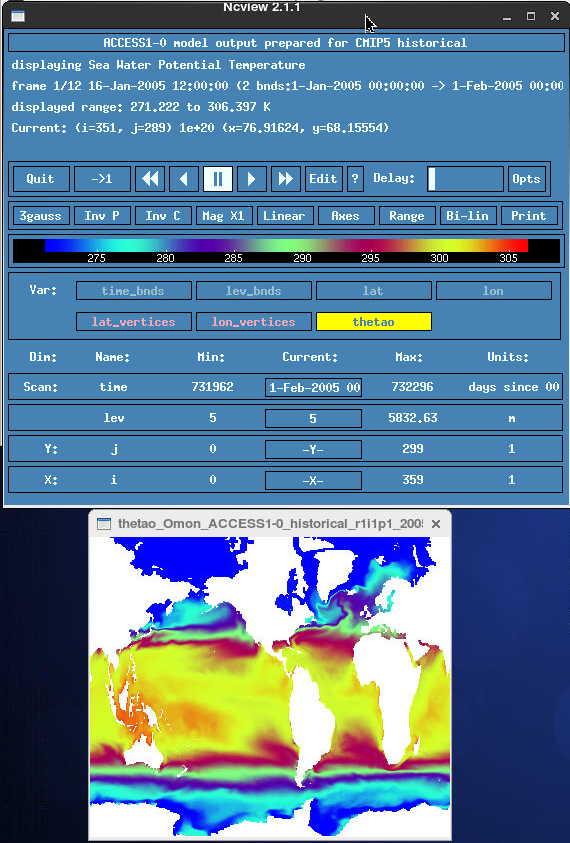 Ncview 2.1.1
ACCESS1-0 model output prepared for CMIP5 historical
displaying Sea Water Potential Temperature
frame 1/12 16-Jan-2005 12:00:00 (2 bnds:1-Jan-2005 00:00:00 -> 1-Feb-2005 00:00
displayed range: 271.222 to 306.397 K
Current: (i=351, j=289) 1e+20 (x=76.91624, y=68.15554)
Quit ->1 Edit ? Delay: Opts
3gauss Inv P Inv C Mag X1 Linear Axes Range Bi-lin Print
275 280 285 290 295 300 305
Var: time_bnds lev_bnds lat lon
lat_vertices lon_vertices thetao
Dim: Name: Min: Current: Max: Units:
Scan: time 731962 1-Feb-2005 00 732296 days since 00
lev 5 5 5832.63 m
Y: j 0 -Y- 299 1
X: i 0 -X- 359 1
thetao_Omon_ACCESS1-0_historical_r1i1p1_200